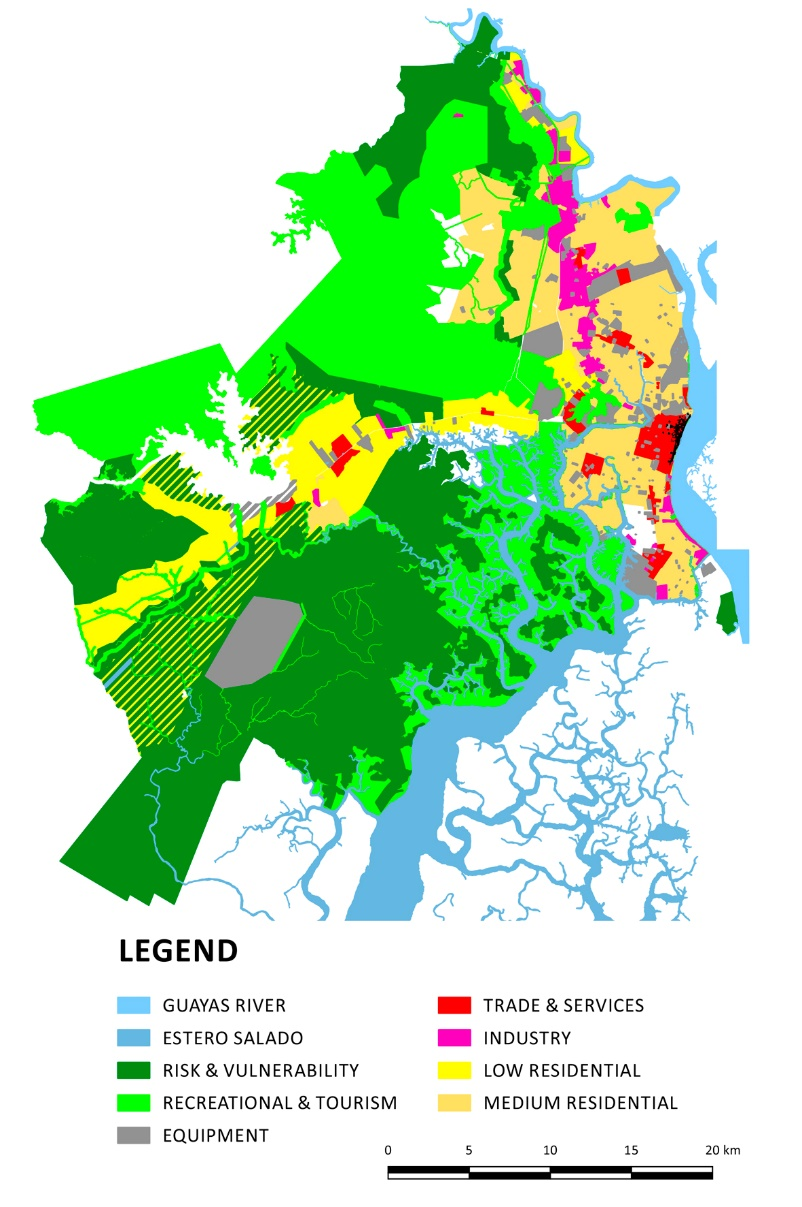 LEGEND
GUAYAS RIVER
ESTERO SALADO
RISK & VULNERABILITY
RECREATIONAL & TOURISM
EQUIPMENT
TRADE & SERVICES
INDUSTRY
LOW RESIDENTIAL
MEDIUM RESIDENTIAL
0 5 10 15 20 km